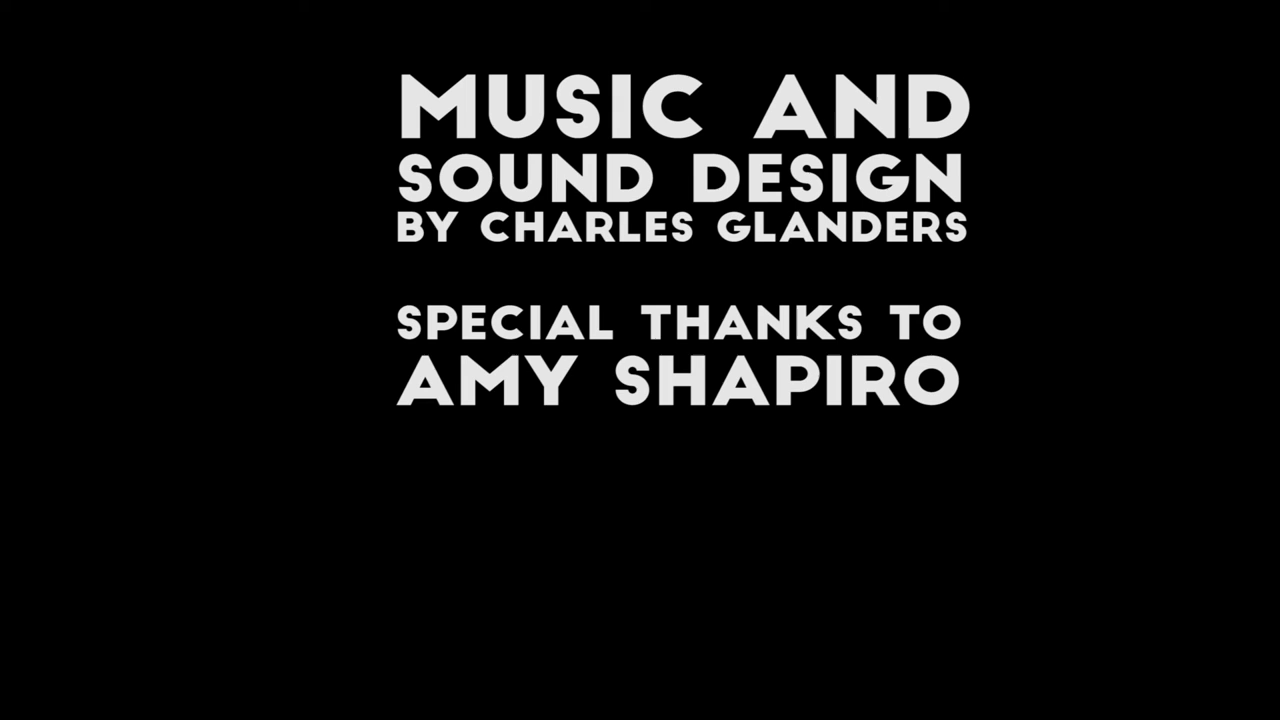 MUSIC AND
SOUND DESIGN
BY CHARLES GLANDERS
SPECIAL THANKS TO
AMY SHAPIRO